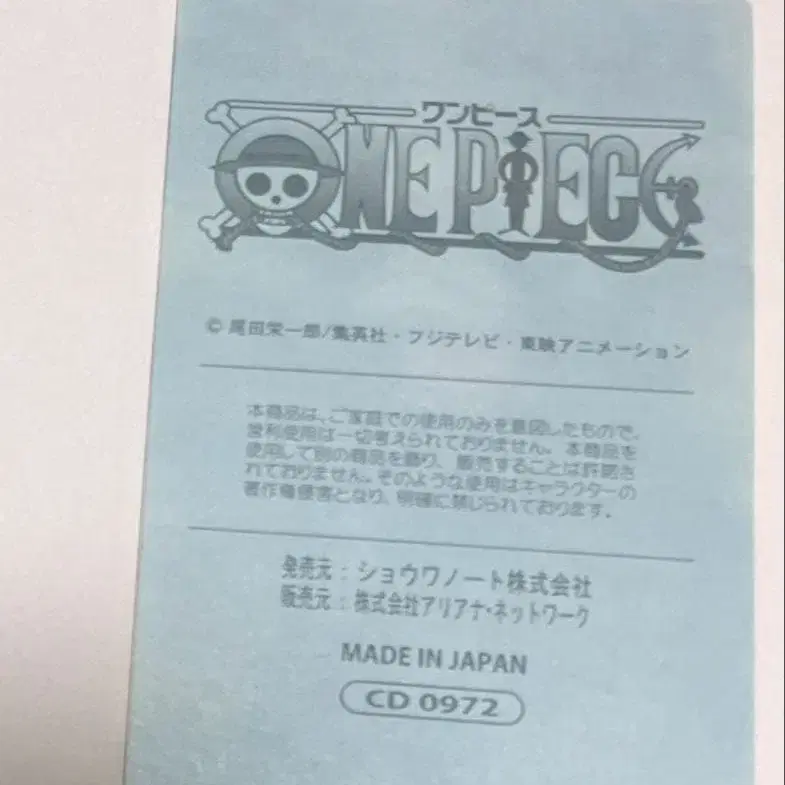 ワンピース
ONE PIECE
© 尾田栄一郎/集英社・フジテレビ・東映アニメーション
本商品は、ご家庭での使用のみを意図したもので、
営利使用は一切考えられておりません。本商品を
使用して別の商品を飾り、販売することは許諾さ
れておりません。そのような使用はキャラクターの
著作権侵害となり、明確に禁じられております。
発売元：ショウワノート株式会社
販売元：株式会社アリアナ・ネットワーク
MADE IN JAPAN
CD 0972